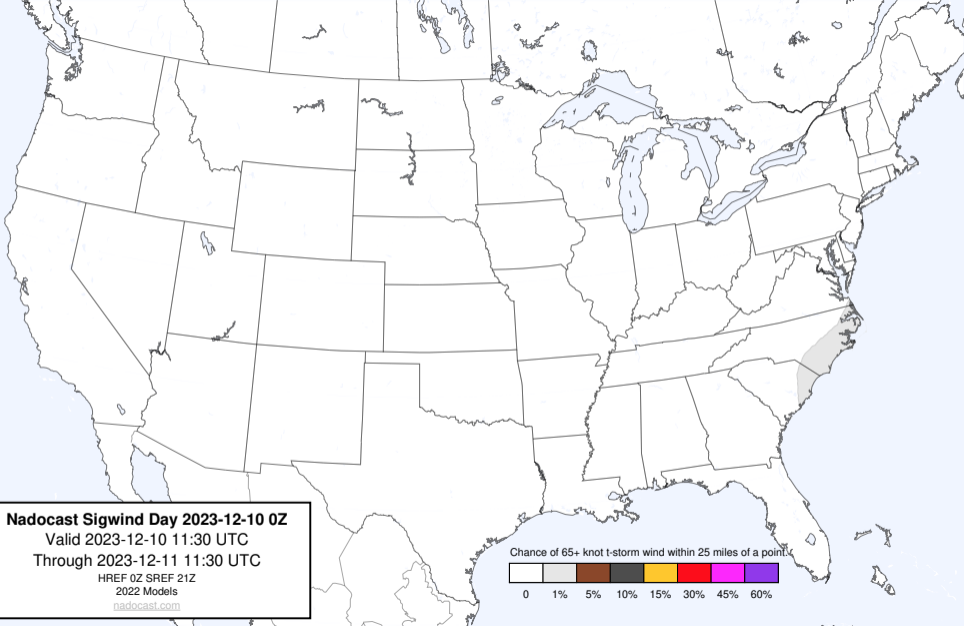 Nadocast Sigwind Day 2023-12-10 0Z
Valid 2023-12-10 11:30 UTC
Through 2023-12-11 11:30 UTC
HREF 0Z SREF 21Z
2022 Models
nadocast.com
Chance of 65+ knot t-storm wind within 25 miles of a point.
0 1% 5% 10% 15% 30% 45% 60%